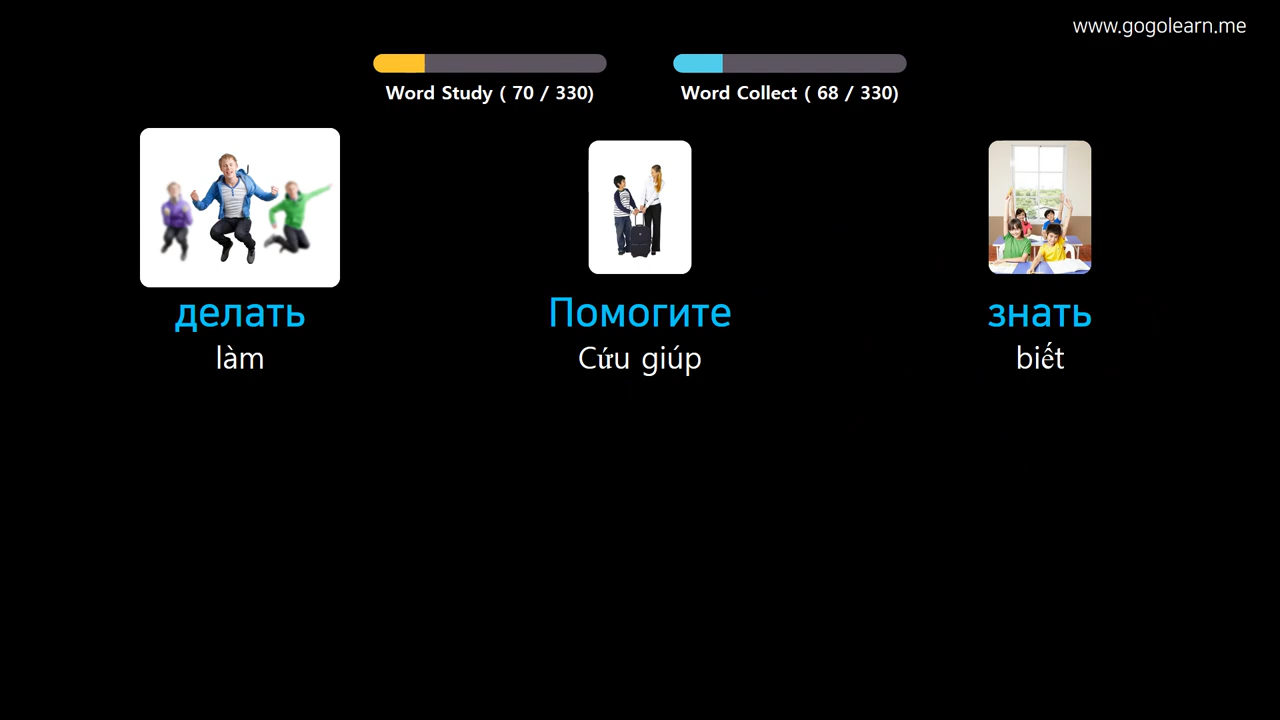 www.gogolearn.me
Word Study ( 70 / 330)
Word Collect ( 68 / 330)
делать
làm
Помогите
Cứu giúp
знать
biết